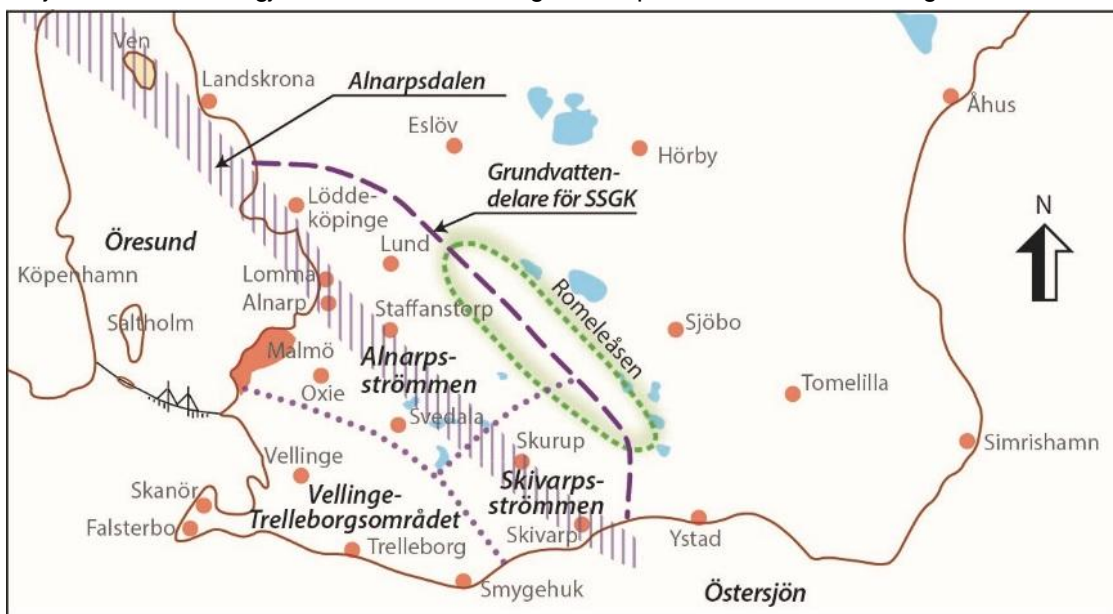 Ven
Landskrona
Alnarpsdalen
Eslöv
Hörby
Åhus
Grundvatten-
delare för SSGK
Lödde-
köpinge
N
Öresund
Lund
Köpenhamn
Lomma
Alnarp
Romeleåsen
Saltholm
Staffanstorp
Sjöbo
Malmö
Alnarps-
strömmen
Oxie
Tomelilla
Svedala
Simrishamn
Skurup
Vellinge
Skivarps-
strömmen
Skanör
Vellinge-
Trelleborgsområdet
Falsterbo
Skivarp
Ystad
Trelleborg
Smygehuk
Östersjön